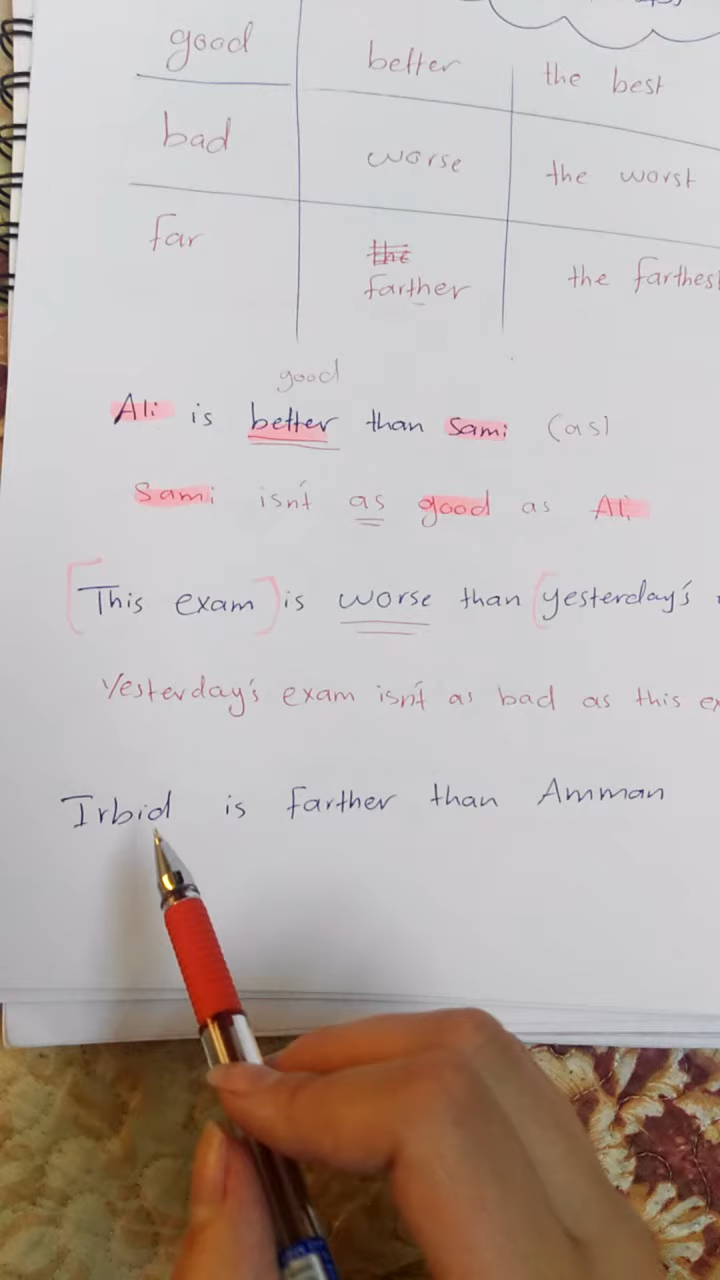 good better the best
bad worse the worst
far the farther the farthest
good
Ali is better than Sami (as)
Sami isn't as good as Ali
[This exam] is worse than (yesterday's
Yesterday's exam isn't as bad as this
Irbid is farther than Amman